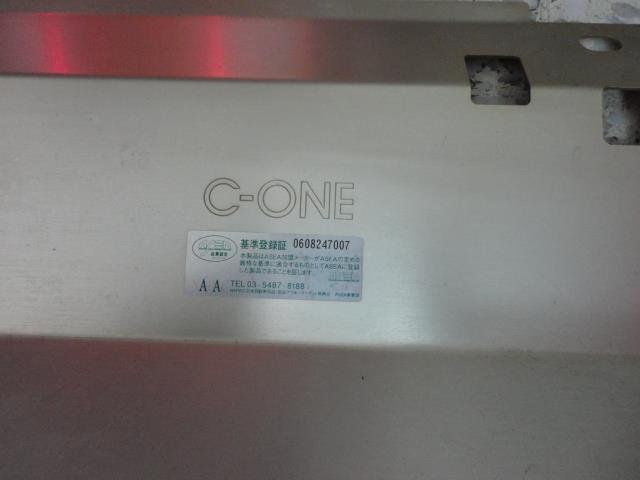 C-ONE
基準登録証 0608247007
本製品はASEA加盟メーカーがASEAの定める
厳格な基準に適合するものとしてASEAに登録
した製品であることを証します。
AA TEL 03-5487-8188